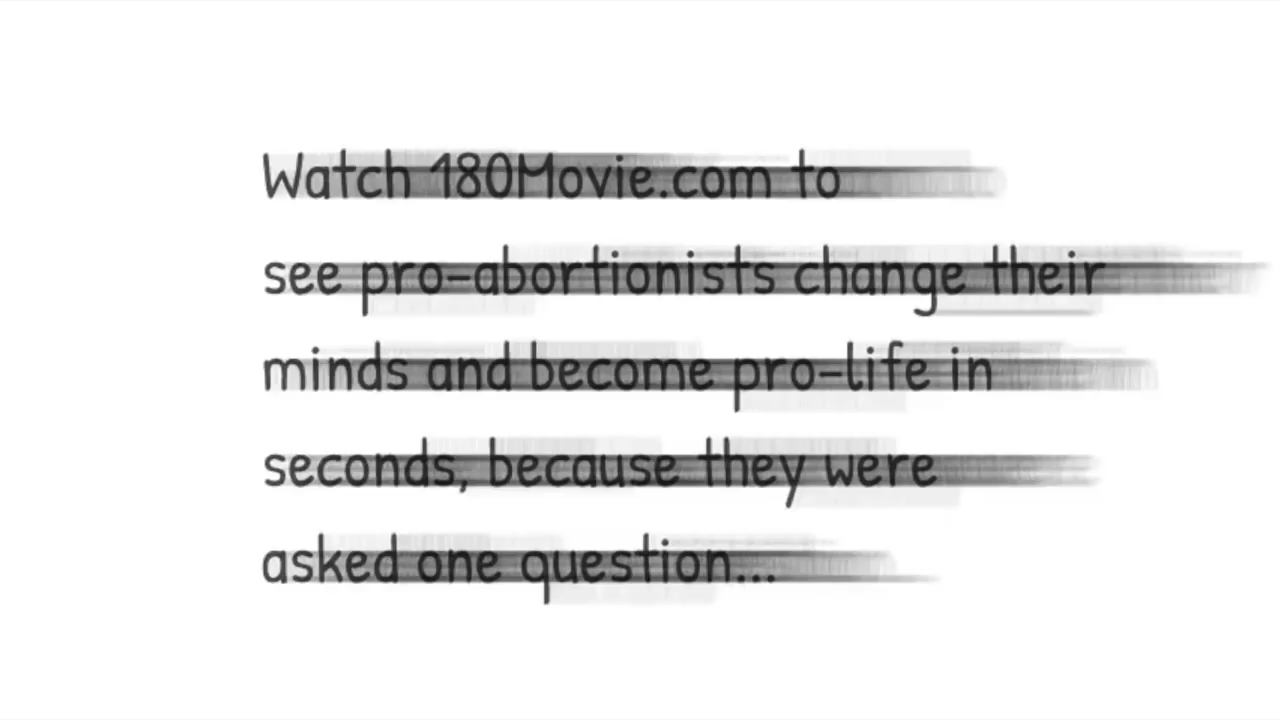 Watch 180Movie.com to
see pro-abortionists change their
minds and become pro-life in
seconds, because they were
asked one question...